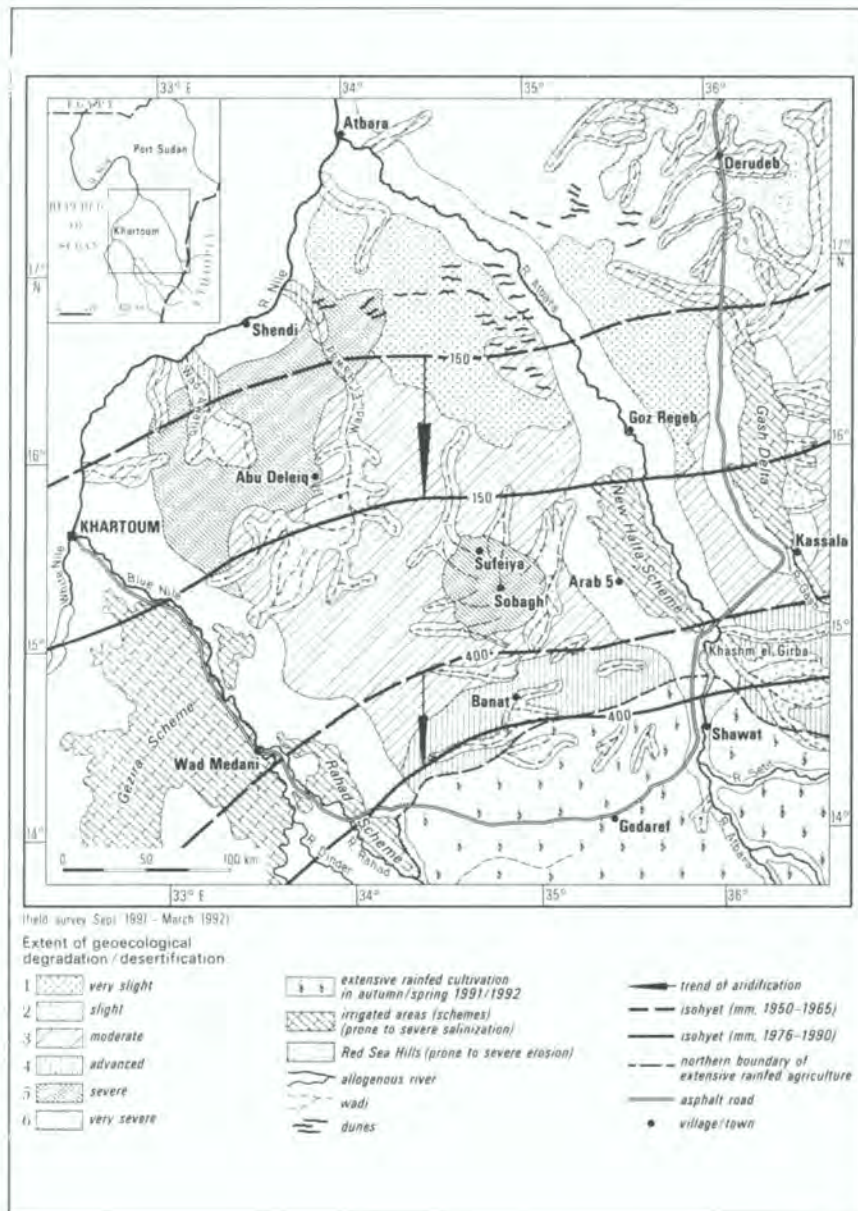 33° E
34°
35°
36°
EGYPT
Port Sudan
Khartoum
Atbara
Derudeb
17°
N
17°
N
R. Nile
R. Atbara
Shendi
150
Goz Regeb
Gash Delta
16°
16°
Abu Deleiq
150
KHARTOUM
New Halfa Scheme
Kassala
Sufeiya
Sobagh
Arab 5
White Nile
Blue Nile
R. Gash
15°
15°
400
Khashm el Girba
Banat
400
Shawat
Gezira Scheme
Wad Medani
Rahad Scheme
R. Setit
Gedaref
14°
14°
R. Dinder
R. Rahad
R. Atbara
0 50 100 km
33° E
34°
35°
36°
(field survey Sept. 1991 - March 1992)
Extent of geoecological
degradation / desertification
1 very slight
2 slight
3 moderate
4 advanced
5 severe
6 very severe
extensive rainfed cultivation
in autumn/spring 1991/1992
irrigated areas (schemes)
(prone to severe salinization)
Red Sea Hills (prone to severe erosion)
allogenous river
wadi
dunes
trend of aridification
isohyet (mm, 1950-1965)
isohyet (mm, 1976-1990)
northern boundary of
extensive rainfed agriculture
asphalt road
village/town